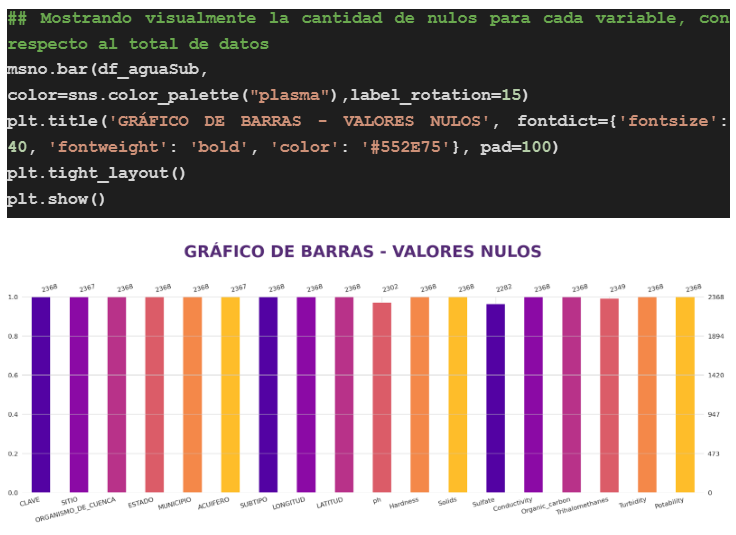 ## Mostrando visualmente la cantidad de nulos para cada variable, con
respecto al total de datos
msno.bar(df_aguaSub,
color=sns.color_palette("plasma"),label_rotation=15)
plt.title('GRÁFICO DE BARRAS - VALORES NULOS', fontdict={'fontsize':
40, 'fontweight': 'bold', 'color': '#552E75'}, pad=100)
plt.tight_layout()
plt.show()
GRÁFICO DE BARRAS - VALORES NULOS
2368 2367 2368 2368 2368 2367 2368 2368 2368 2302 2368 2368 2282 2368 2368 2349 2368 2368
1.0 2368
0.8 1894
0.6 1420
0.4 947
0.2 473
0.0 0
CLAVE SITIO ORGANISMO_DE_CUENCA ESTADO MUNICIPIO ACUIFERO SUBTIPO LONGITUD LATITUD ph Hardness Solids Sulfate Conductivity Organic_carbon Trihalomethanes Turbidity Potability